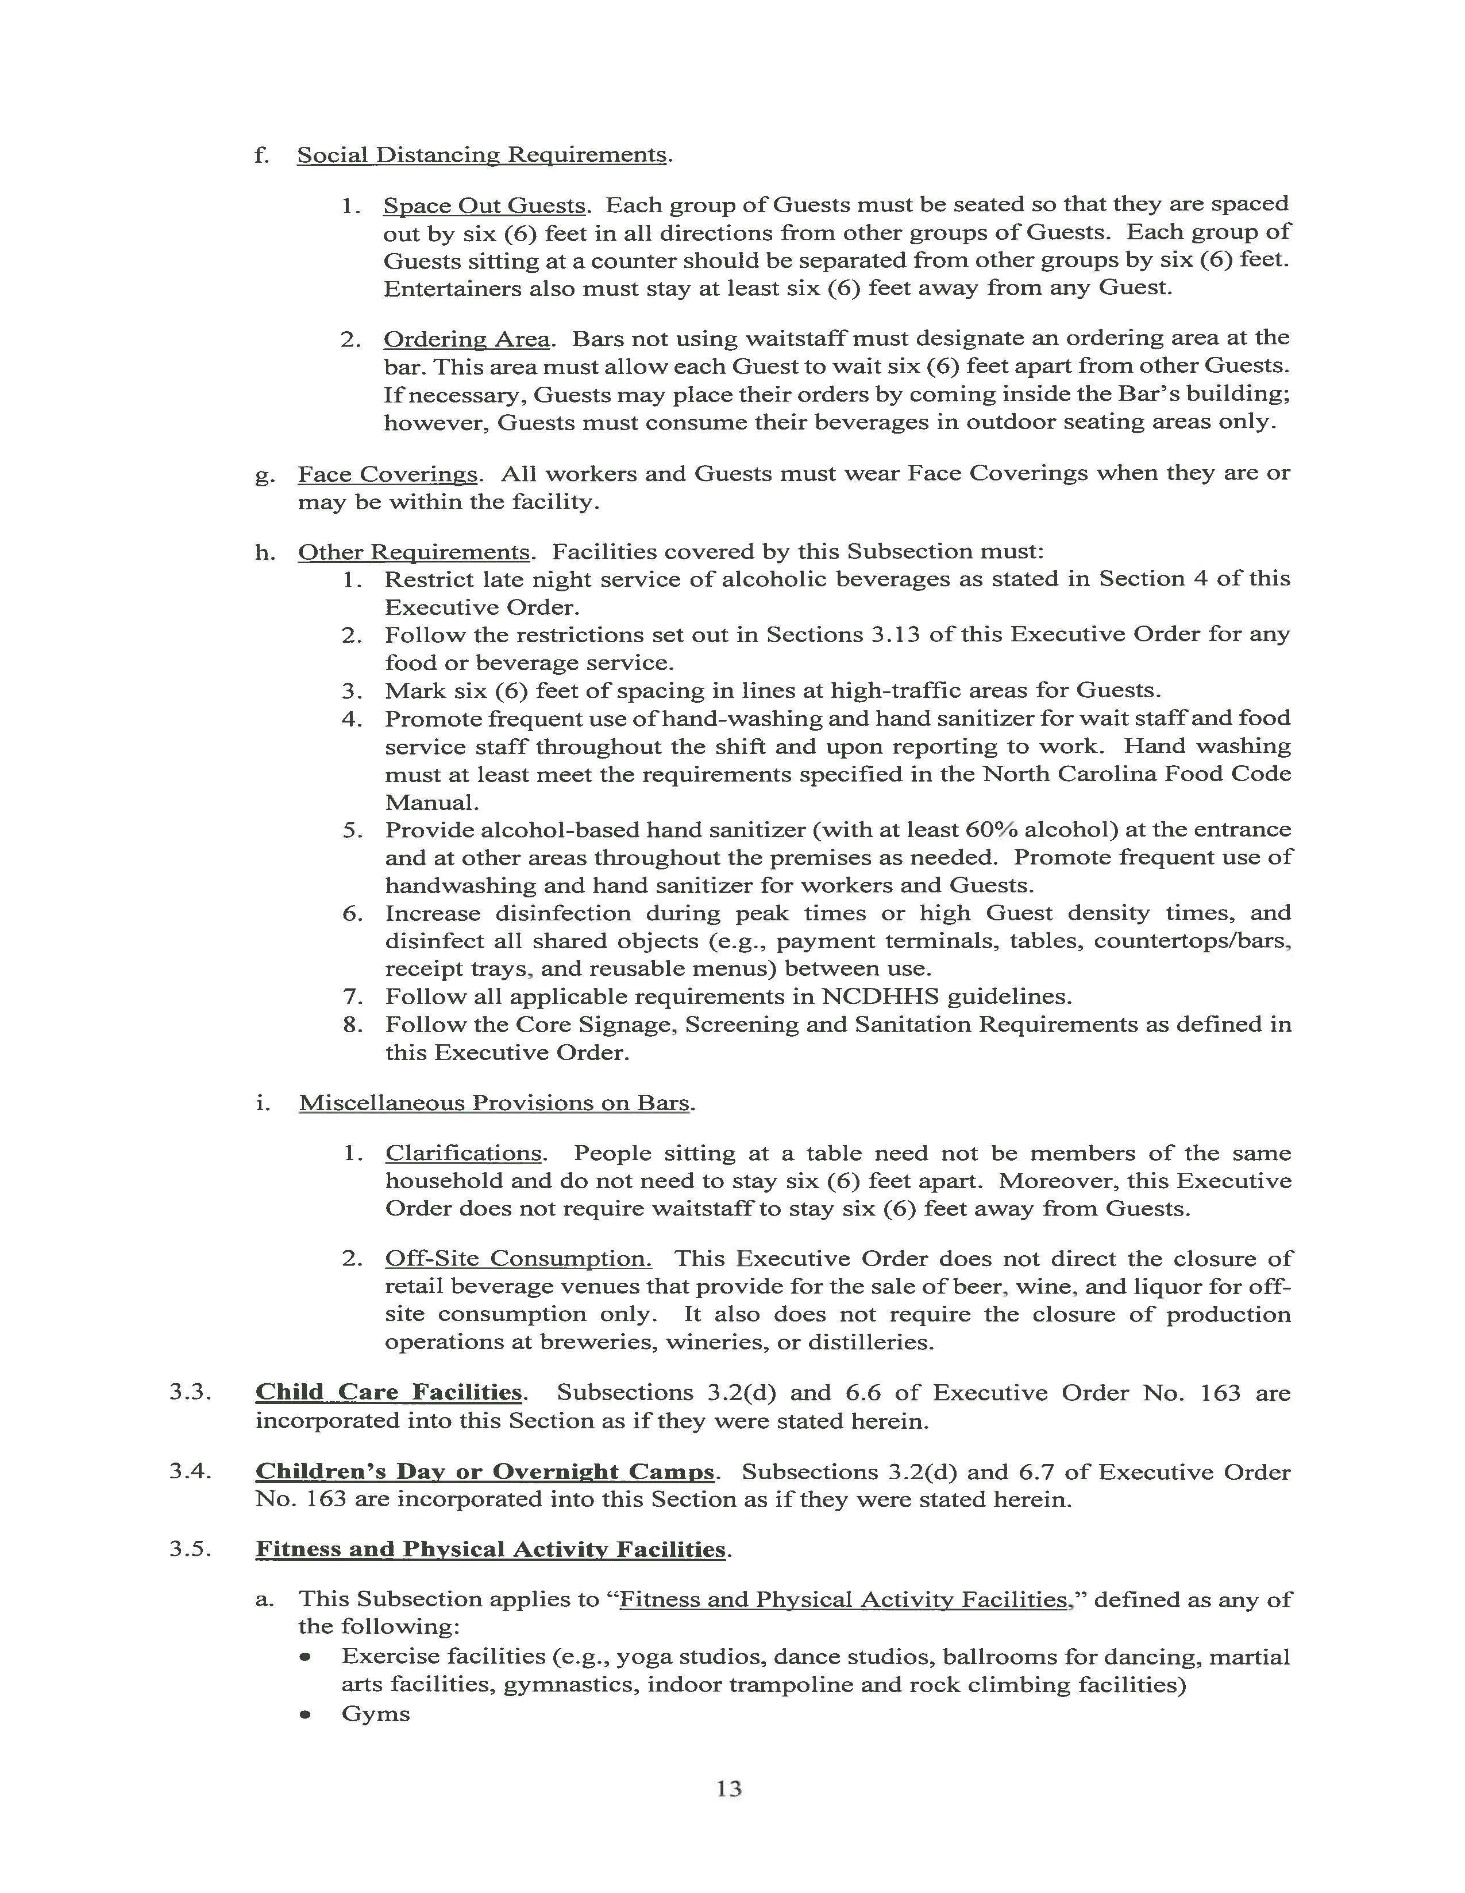 f. Social Distancing Requirements.
1. Space Out Guests. Each group of Guests must be seated so that they are spaced
out by six (6) feet in all directions from other groups of Guests. Each group of
Guests sitting at a counter should be separated from other groups by six (6) feet.
Entertainers also must stay at least six (6) feet away from any Guest.
2. Ordering Area. Bars not using waitstaff must designate an ordering area at the
bar. This area must allow each Guest to wait six (6) feet apart from other Guests.
If necessary, Guests may place their orders by coming inside the Bar's building;
however, Guests must consume their beverages in outdoor seating areas only.
g. Face Coverings. All workers and Guests must wear Face Coverings when they are or
may be within the facility.
h. Other Requirements. Facilities covered by this Subsection must:
1. Restrict late night service of alcoholic beverages as stated in Section 4 of this
Executive Order.
2. Follow the restrictions set out in Sections 3.13 of this Executive Order for any
food or beverage service.
3. Mark six (6) feet of spacing in lines at high-traffic areas for Guests.
4. Promote frequent use of hand-washing and hand sanitizer for wait staff and food
service staff throughout the shift and upon reporting to work. Hand washing
must at least meet the requirements specified in the North Carolina Food Code
Manual.
5. Provide alcohol-based hand sanitizer (with at least 60% alcohol) at the entrance
and at other areas throughout the premises as needed. Promote frequent use of
handwashing and hand sanitizer for workers and Guests.
6. Increase disinfection during peak times or high Guest density times, and
disinfect all shared objects (e.g., payment terminals, tables, countertops/bars,
receipt trays, and reusable menus) between use.
7. Follow all applicable requirements in NCDHHS guidelines.
8. Follow the Core Signage, Screening and Sanitation Requirements as defined in
this Executive Order.
i. Miscellaneous Provisions on Bars.
1. Clarifications. People sitting at a table need not be members of the same
household and do not need to stay six (6) feet apart. Moreover, this Executive
Order does not require waitstaff to stay six (6) feet away from Guests.
2. Off-Site Consumption. This Executive Order does not direct the closure of
retail beverage venues that provide for the sale of beer, wine, and liquor for off-
site consumption only. It also does not require the closure of production
operations at breweries, wineries, or distilleries.
3.3. Child Care Facilities. Subsections 3.2(d) and 6.6 of Executive Order No. 163 are
incorporated into this Section as if they were stated herein.
3.4. Children's Day or Overnight Camps. Subsections 3.2(d) and 6.7 of Executive Order
No. 163 are incorporated into this Section as if they were stated herein.
3.5. Fitness and Physical Activity Facilities.
a. This Subsection applies to "Fitness and Physical Activity Facilities," defined as any of
the following:
• Exercise facilities (e.g., yoga studios, dance studios, ballrooms for dancing, martial
arts facilities, gymnastics, indoor trampoline and rock climbing facilities)
• Gyms
13